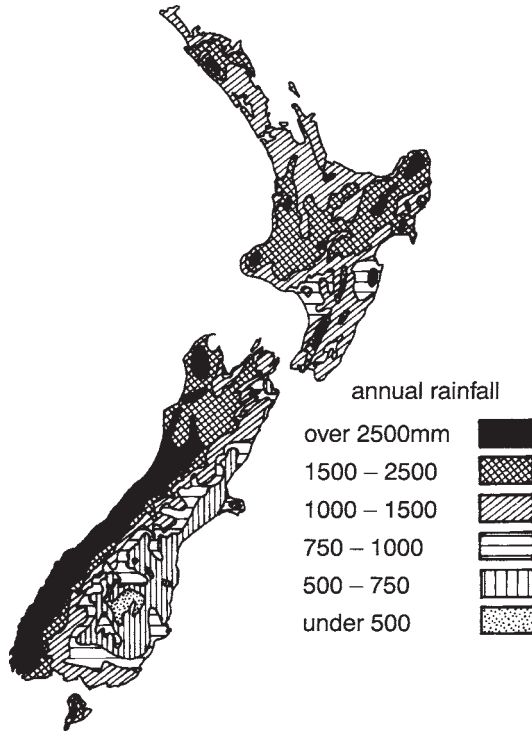 annual rainfall
over 2500mm
1500 – 2500
1000 – 1500
750 – 1000
500 – 750
under 500